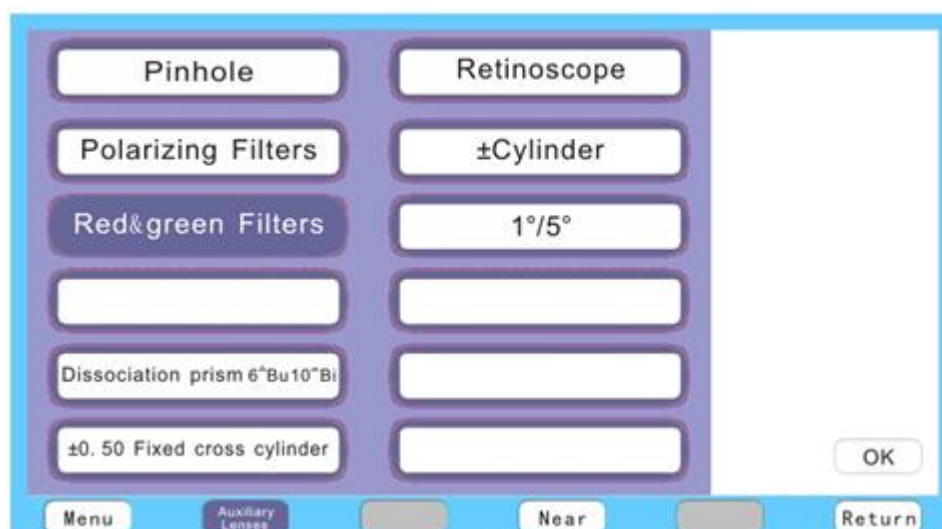 Pinhole
Retinoscope
Polarizing Filters
±Cylinder
Red&green Filters
1°/5°
Dissociation prism 6^Bu10^Bi
±0.50 Fixed cross cylinder
OK
Menu
Auxiliary
Lenses
Near
Return